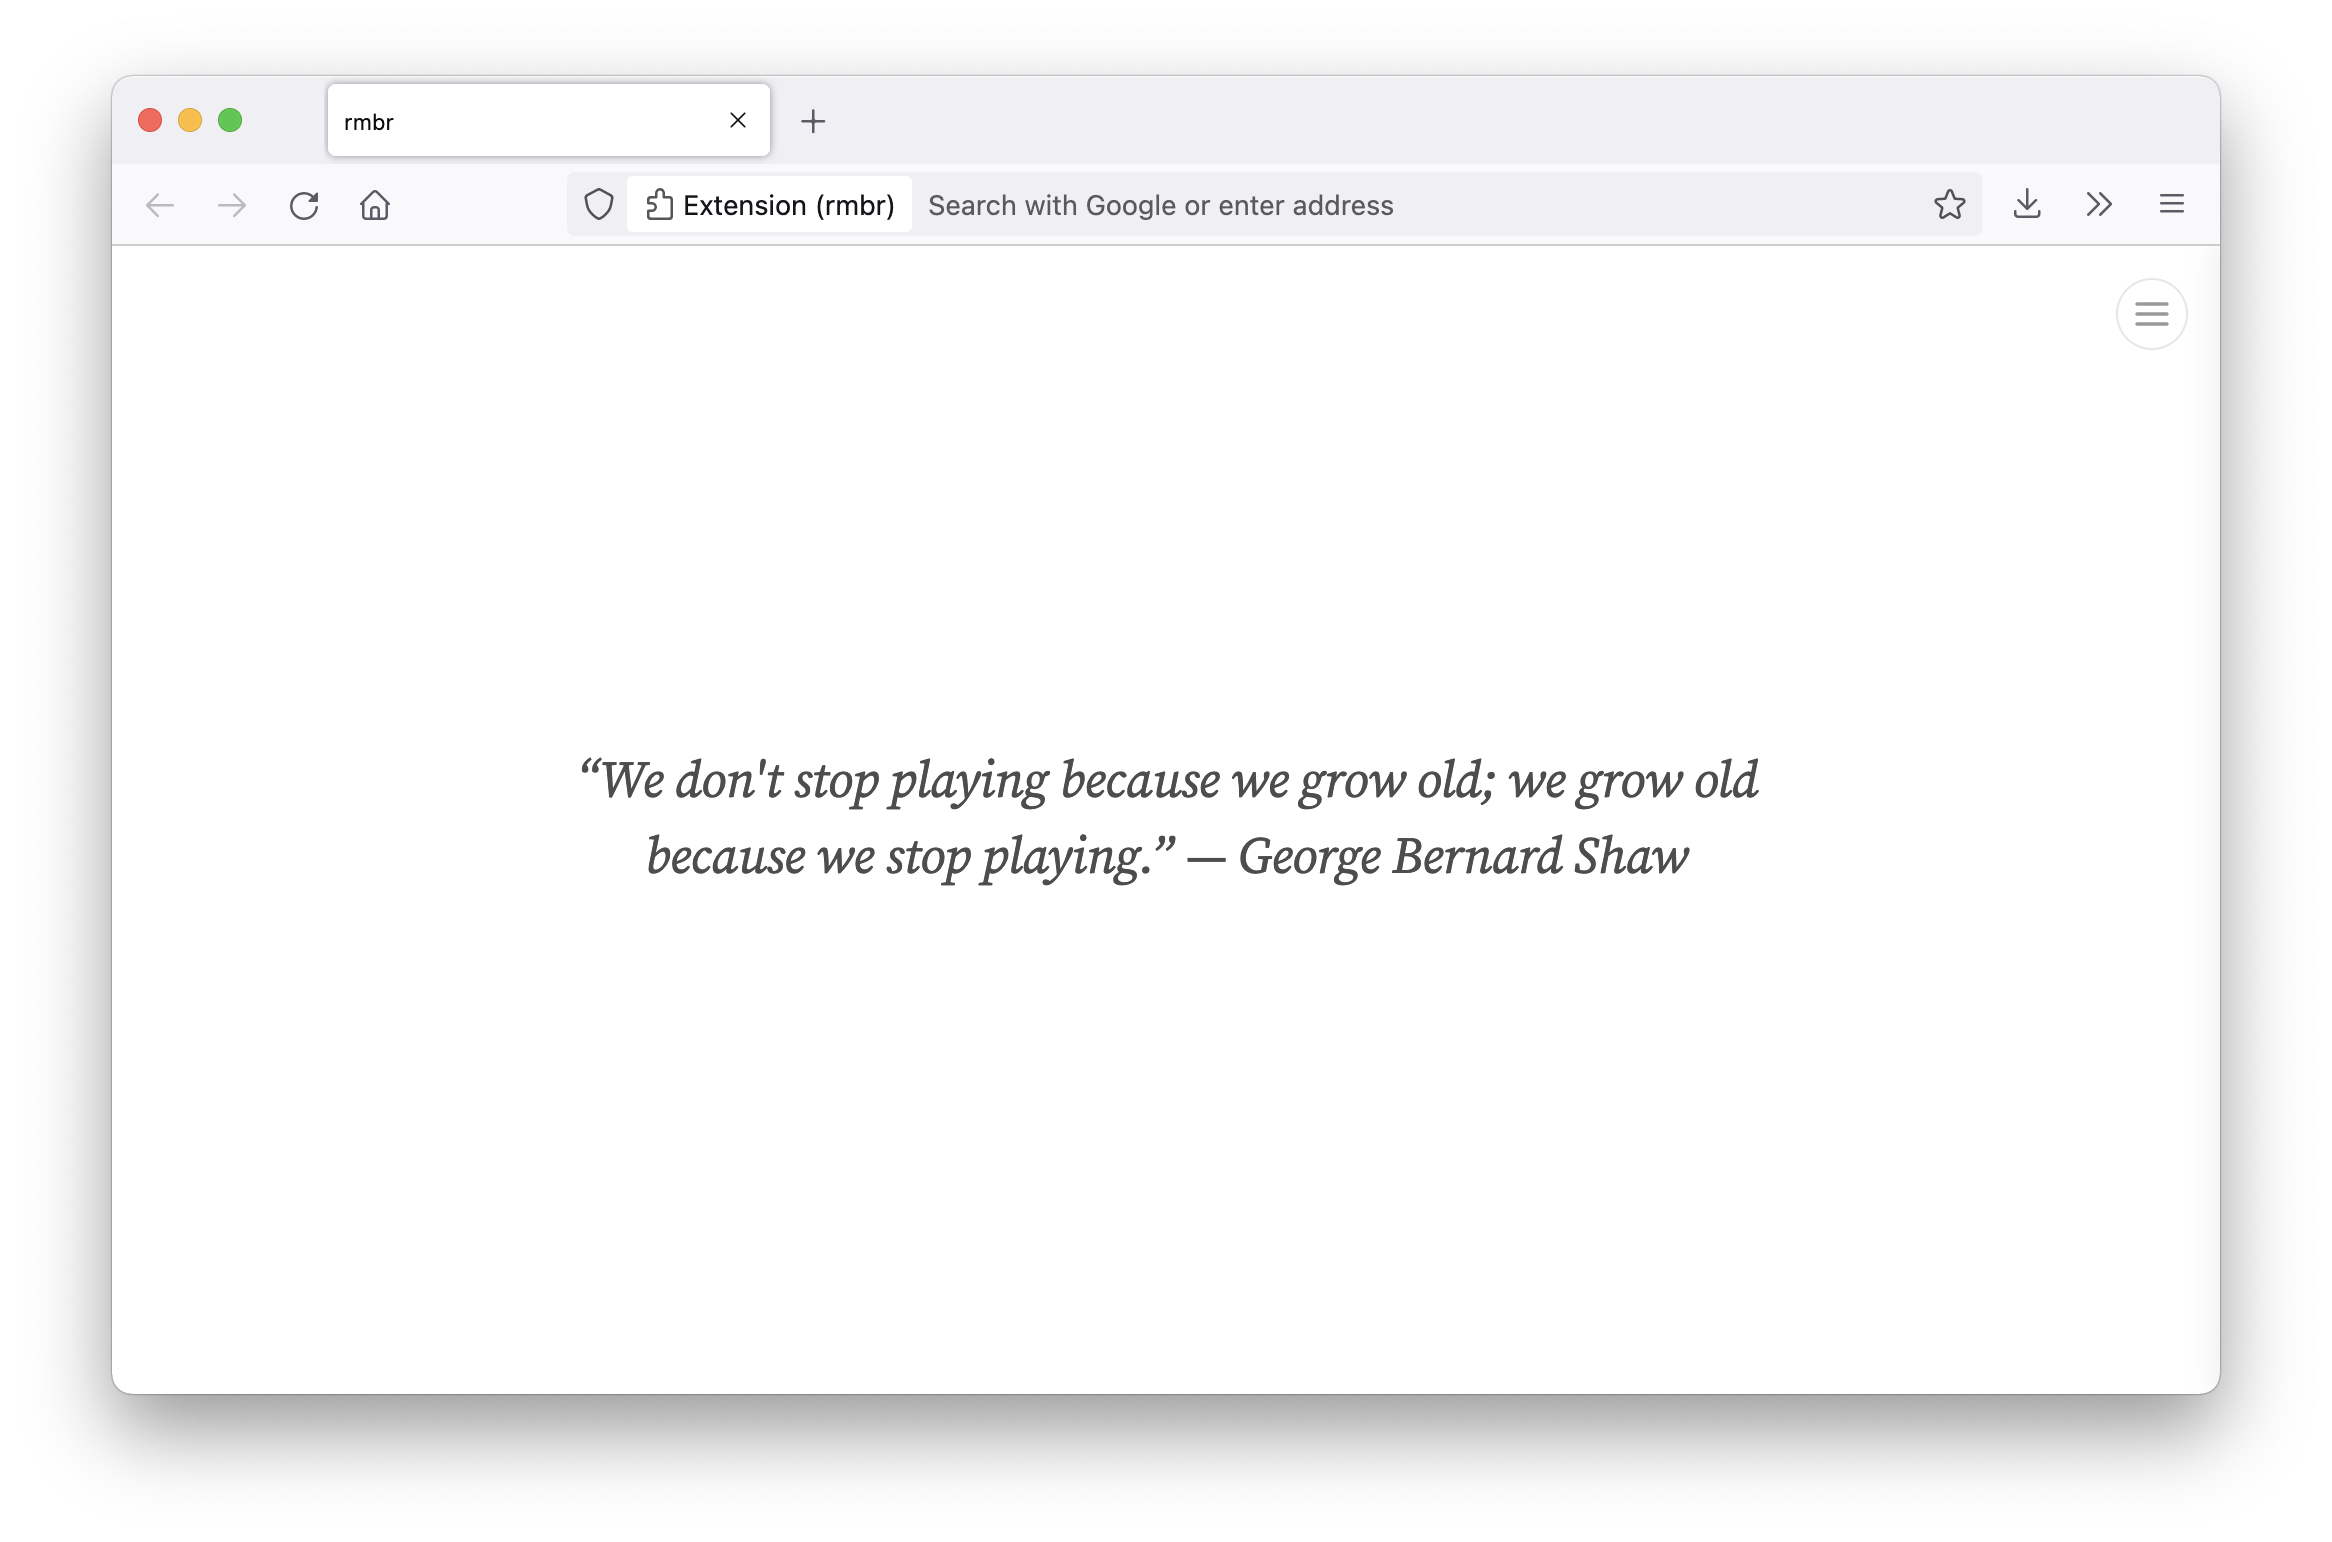 rmbr
Extension (rmbr) Search with Google or enter address
“We don't stop playing because we grow old; we grow old
because we stop playing.” — George Bernard Shaw